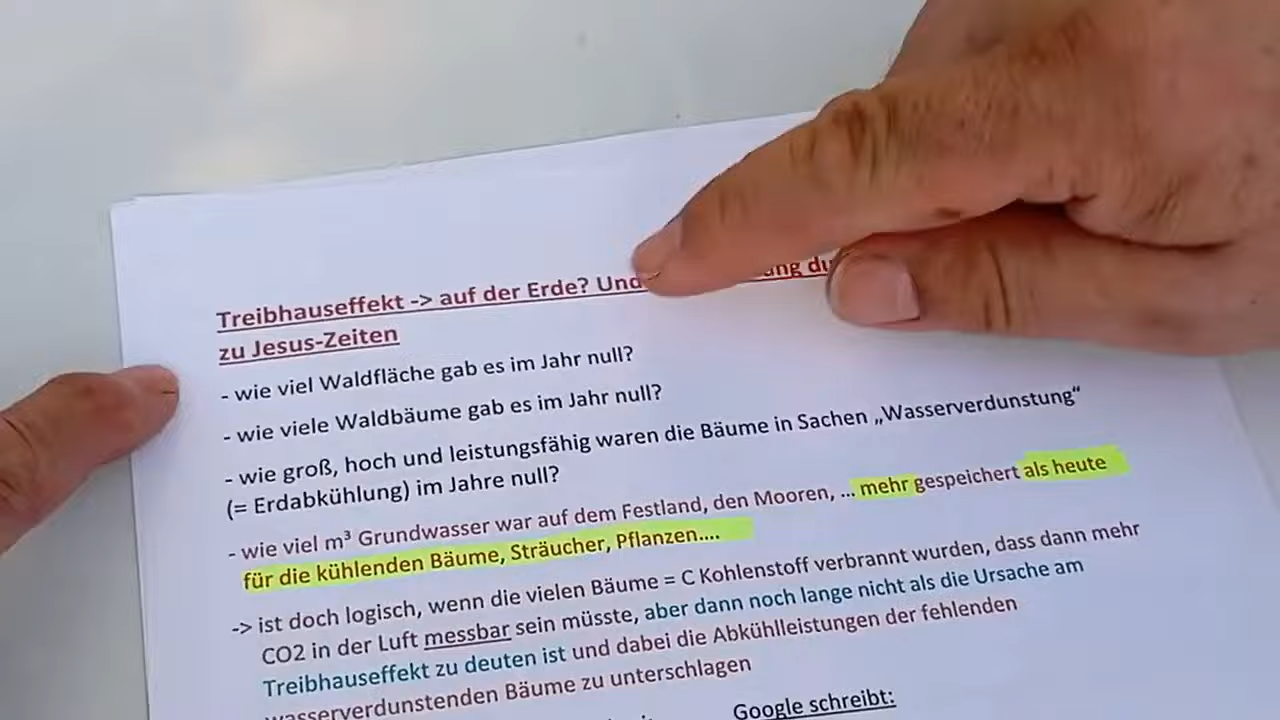 Treibhauseffekt -> auf der Erde? Und
zu Jesus-Zeiten
- wie viel Waldfläche gab es im Jahr null?
- wie viele Waldbäume gab es im Jahr null?
- wie groß, hoch und leistungsfähig waren die Bäume in Sachen „Wasserverdunstung“
(= Erdabkühlung) im Jahre null?
- wie viel m³ Grundwasser war auf dem Festland, den Mooren, ... mehr gespeichert als heute
für die kühlenden Bäume, Sträucher, Pflanzen....
-> ist doch logisch, wenn die vielen Bäume = C Kohlenstoff verbrannt wurden, dass dann mehr
CO2 in der Luft messbar sein müsste, aber dann noch lange nicht als die Ursache am
Treibhauseffekt zu deuten ist und dabei die Abkühlleistungen der fehlenden
wasserverdunstenden Bäume zu unterschlagen
Google schreibt: